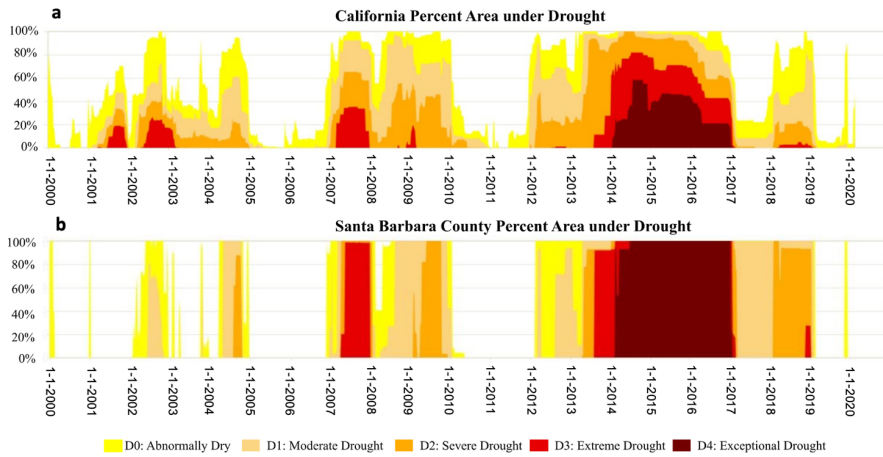 a California Percent Area under Drought
100%
80%
60%
40%
20%
0%
1-1-2000 1-1-2001 1-1-2002 1-1-2003 1-1-2004 1-1-2005 1-1-2006 1-1-2007 1-1-2008 1-1-2009 1-1-2010 1-1-2011 1-1-2012 1-1-2013 1-1-2014 1-1-2015 1-1-2016 1-1-2017 1-1-2018 1-1-2019 1-1-2020
b Santa Barbara County Percent Area under Drought
100%
80%
60%
40%
20%
0%
1-1-2000 1-1-2001 1-1-2002 1-1-2003 1-1-2004 1-1-2005 1-1-2006 1-1-2007 1-1-2008 1-1-2009 1-1-2010 1-1-2011 1-1-2012 1-1-2013 1-1-2014 1-1-2015 1-1-2016 1-1-2017 1-1-2018 1-1-2019 1-1-2020
D0: Abnormally Dry D1: Moderate Drought D2: Severe Drought D3: Extreme Drought D4: Exceptional Drought